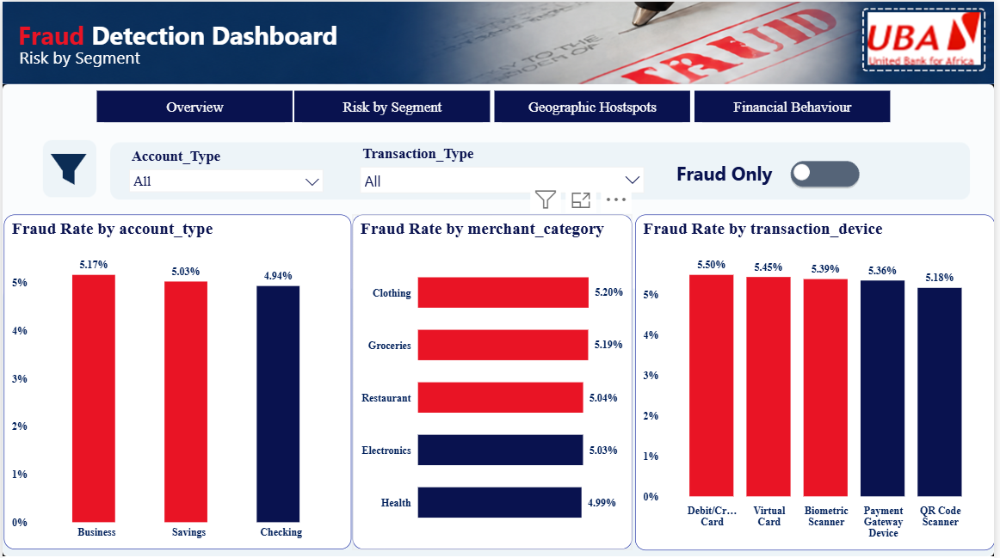 Fraud Detection Dashboard
Risk by Segment
FRAUD
UBA
United Bank for Africa
Overview
Risk by Segment
Geographic Hostspots
Financial Behaviour
Account_Type
All
Transaction_Type
All
Fraud Only
Fraud Rate by account_type
5%
4%
3%
2%
1%
0%
5.17%
5.03%
4.94%
Business
Savings
Checking
Fraud Rate by merchant_category
Clothing
5.20%
Groceries
5.19%
Restaurant
5.04%
Electronics
5.03%
Health
4.99%
Fraud Rate by transaction_device
5%
4%
3%
2%
1%
0%
5.50%
5.45%
5.39%
5.36%
5.18%
Debit/Cr...
Card
Virtual
Card
Biometric
Scanner
Payment
Gateway
Device
QR Code
Scanner